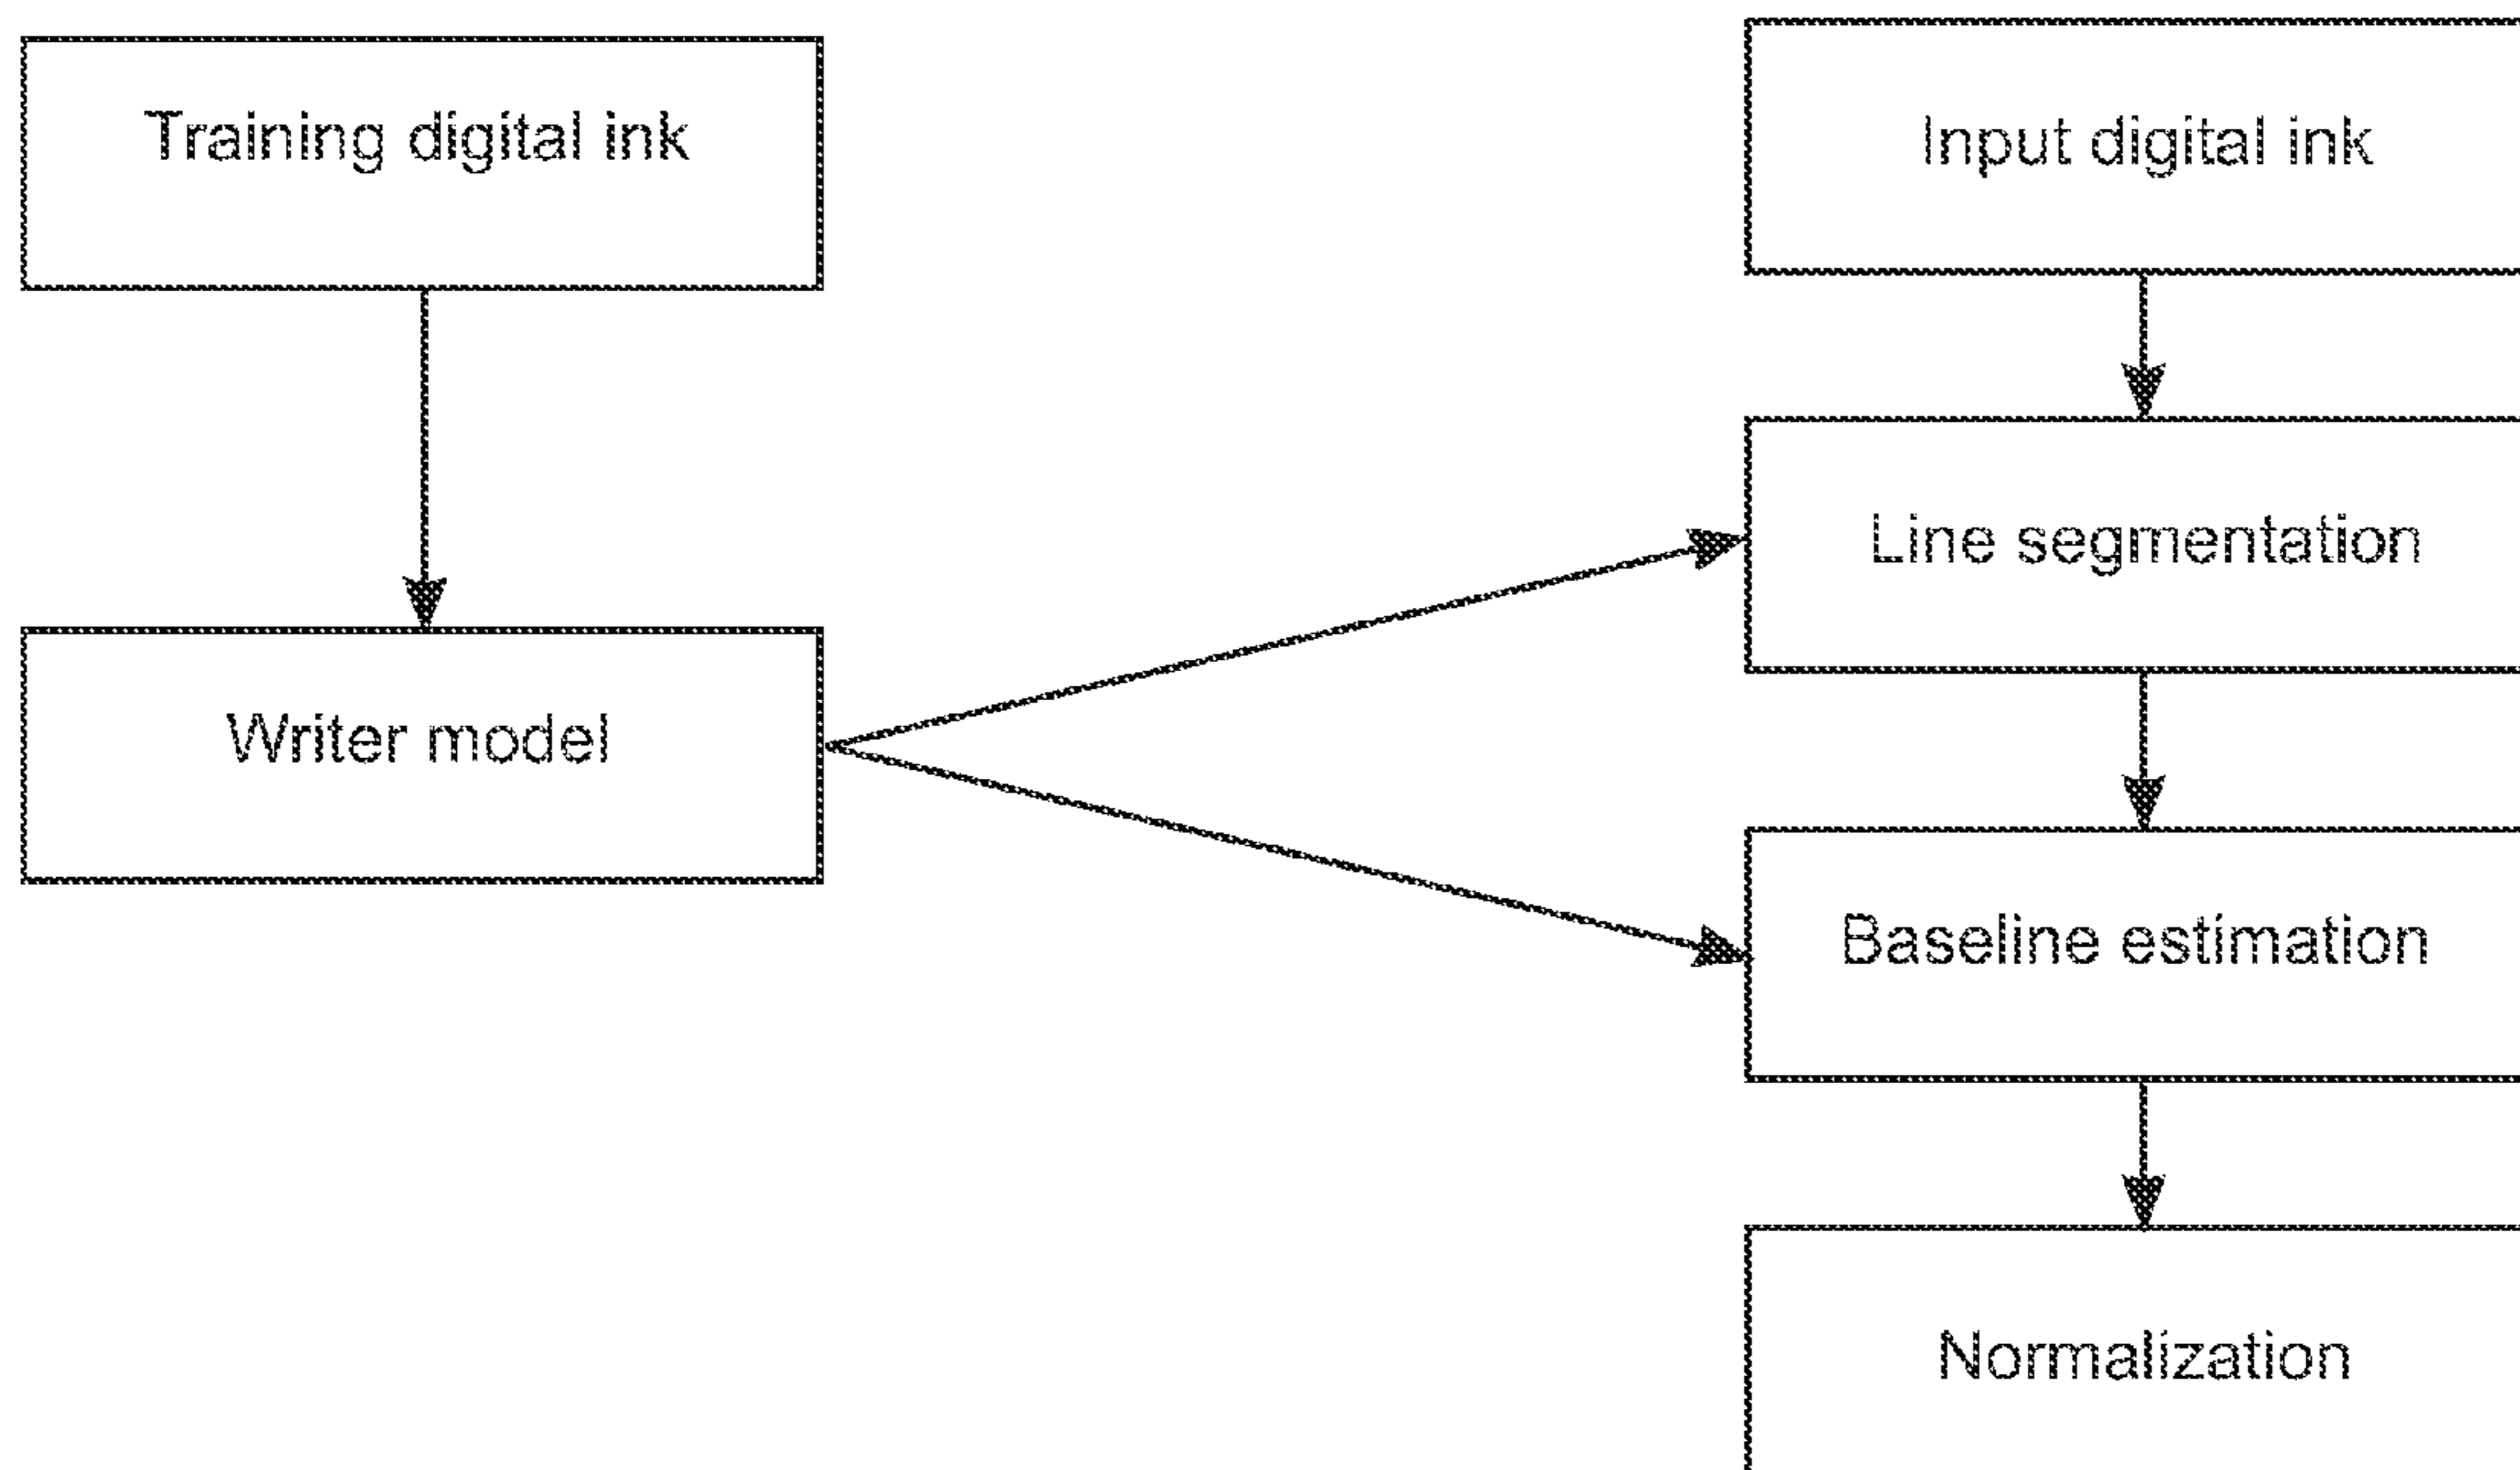 Training digital ink
Input digital ink
Line segmentation
Writer model
Baseline estimation
Normalization